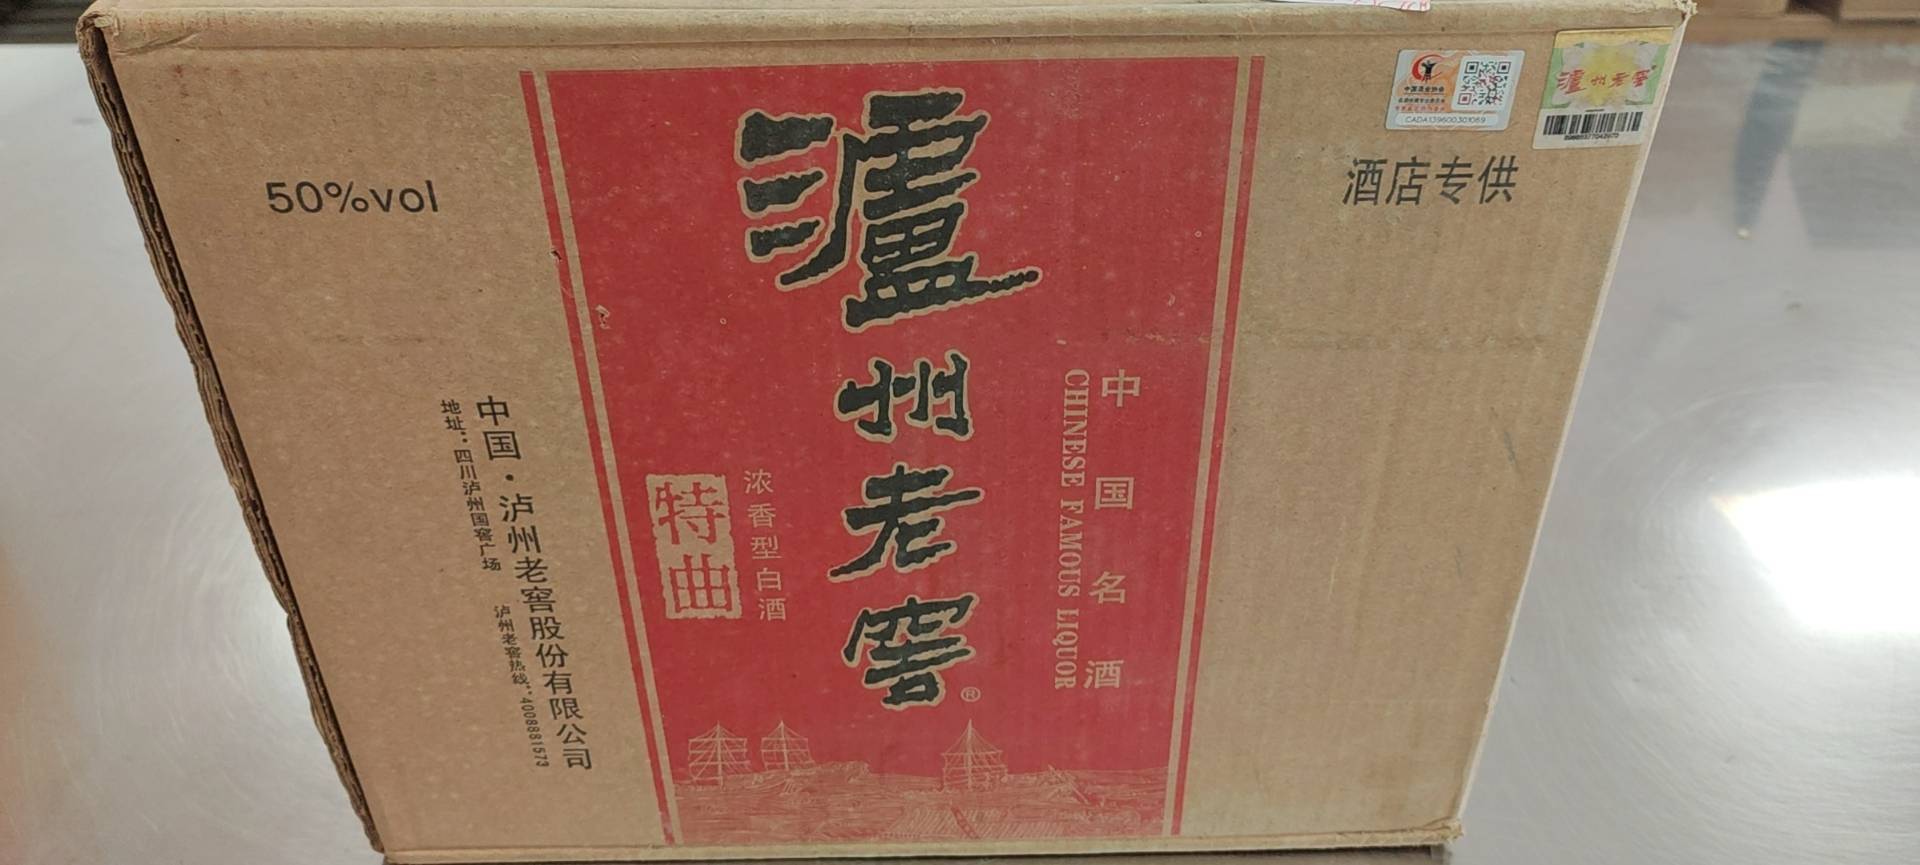 50%vol
泸州老窖
酒店专供
CADA139600301069
瀘州老窖®
中国名酒
CHINESE FAMOUS LIQUOR
浓香型白酒
特曲
中国·泸州老窖股份有限公司
地址:四川泸州国窖广场 泸州老窖热线:4008881573